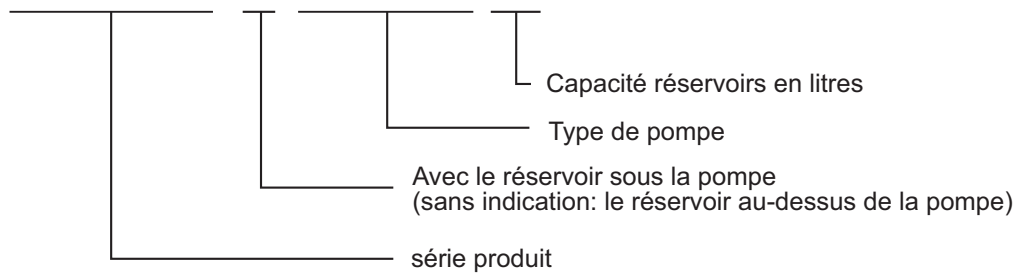 Capacité réservoirs en litres
Type de pompe
Avec le réservoir sous la pompe
(sans indication: le réservoir au-dessus de la pompe)
série produit